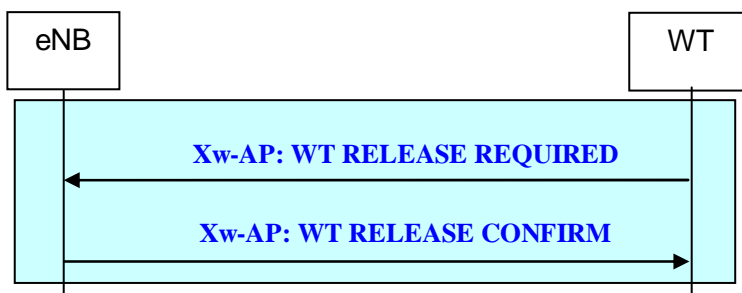 eNB
WT
Xw-AP: WT RELEASE REQUIRED
Xw-AP: WT RELEASE CONFIRM